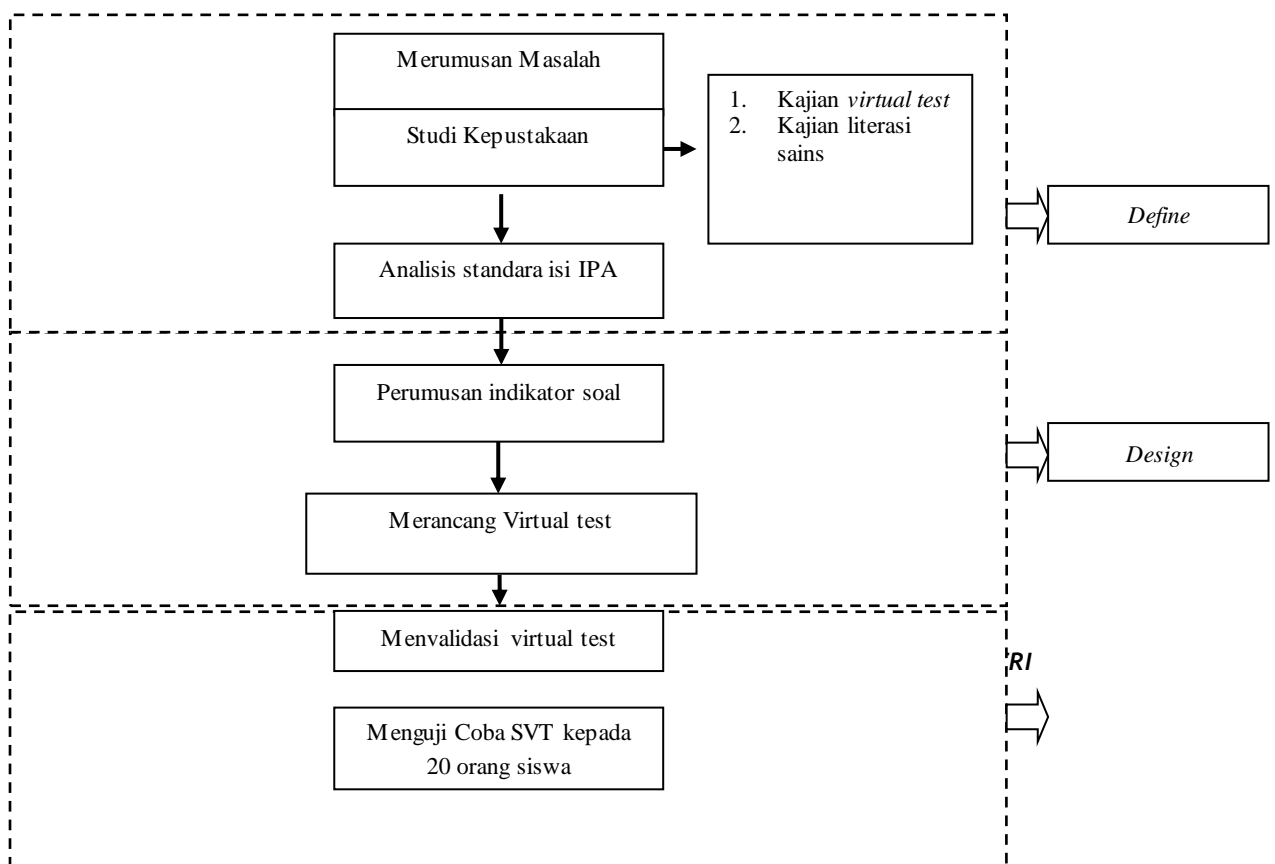 Merumusan Masalah
Studi Kepustakaan
1. Kajian virtual test
2. Kajian literasi
sains
Define
Analisis standara isi IPA
Perumusan indikator soal
Design
Merancang Virtual test
Menvalidasi virtual test
RI
Menguji Coba SVT kepada
20 orang siswa